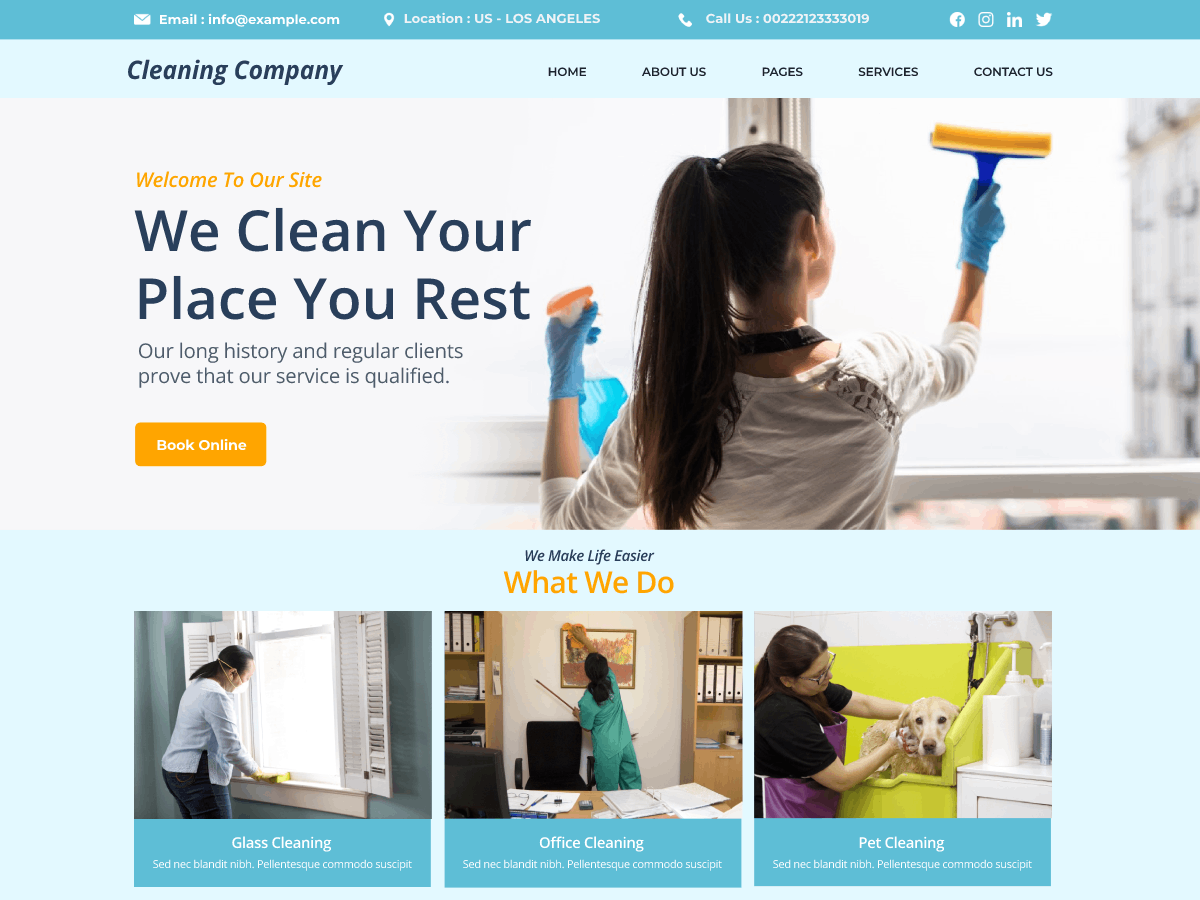 Email : info@example.com
Location : US - LOS ANGELES
Call Us : 00222123333019
Cleaning Company
HOME
ABOUT US
PAGES
SERVICES
CONTACT US
Welcome To Our Site
We Clean Your
Place You Rest
Our long history and regular clients
prove that our service is qualified.
Book Online
We Make Life Easier
What We Do
Glass Cleaning
Sed nec blandit nibh. Pellentesque commodo suscipit
Office Cleaning
Sed nec blandit nibh. Pellentesque commodo suscipit
Pet Cleaning
Sed nec blandit nibh. Pellentesque commodo suscipit